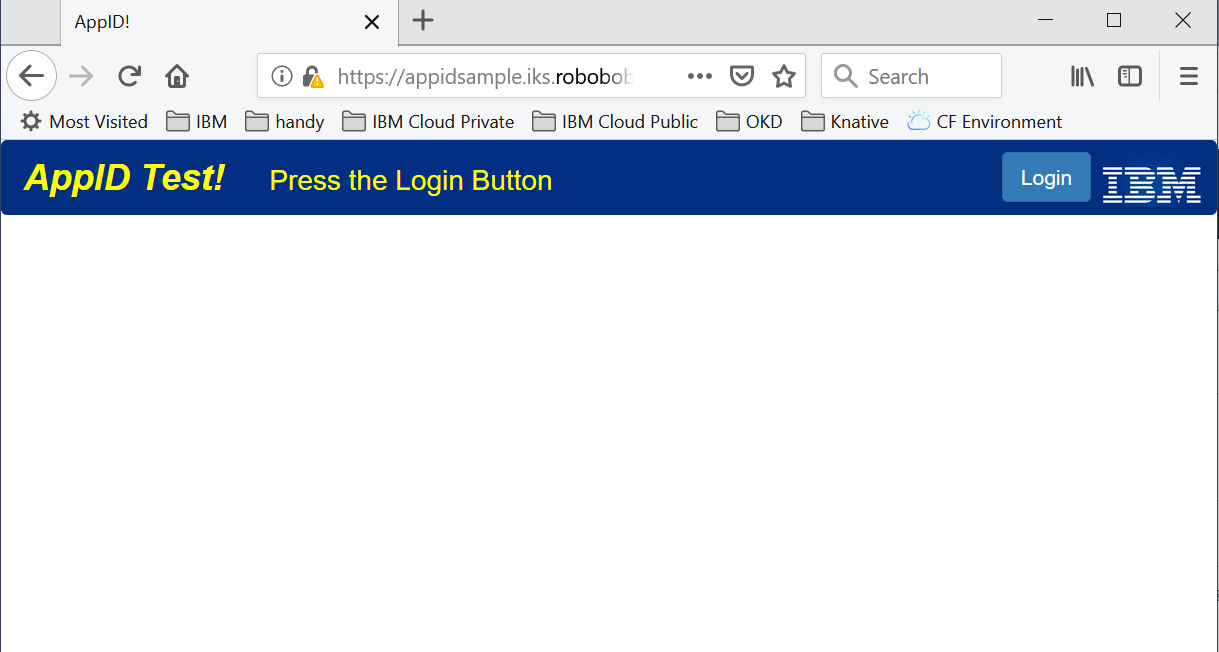 AppID!
https://appidsample.iks.robobob
Search
Most Visited IBM handy IBM Cloud Private IBM Cloud Public OKD Knative CF Environment
AppID Test! Press the Login Button Login IBM